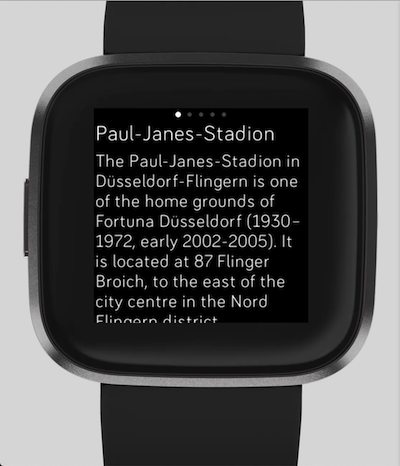 Paul-Janes-Stadion
The Paul-Janes-Stadion in
Düsseldorf-Flingern is one
of the home grounds of
Fortuna Düsseldorf (1930–
1972, early 2002-2005). It
is located at 87 Flinger
Broich, to the east of the
city centre in the Nord
Flingern district